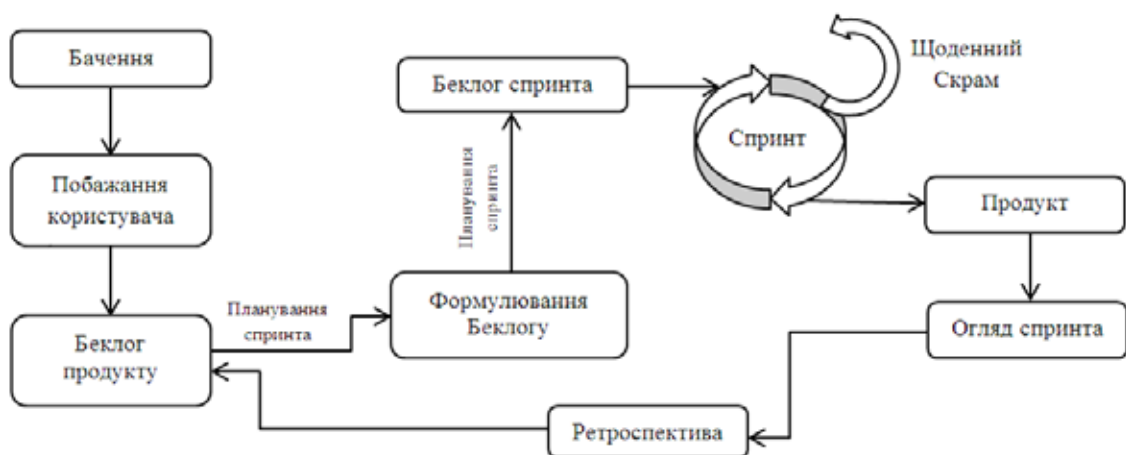 Бачення
Побажання
користувача
Беклог
продукту
Планування
спринта
Формулювання
Беклогу
Планування
спринта
Беклог спринта
Спринт
Щоденний
Скрам
Продукт
Огляд спринта
Ретроспектива